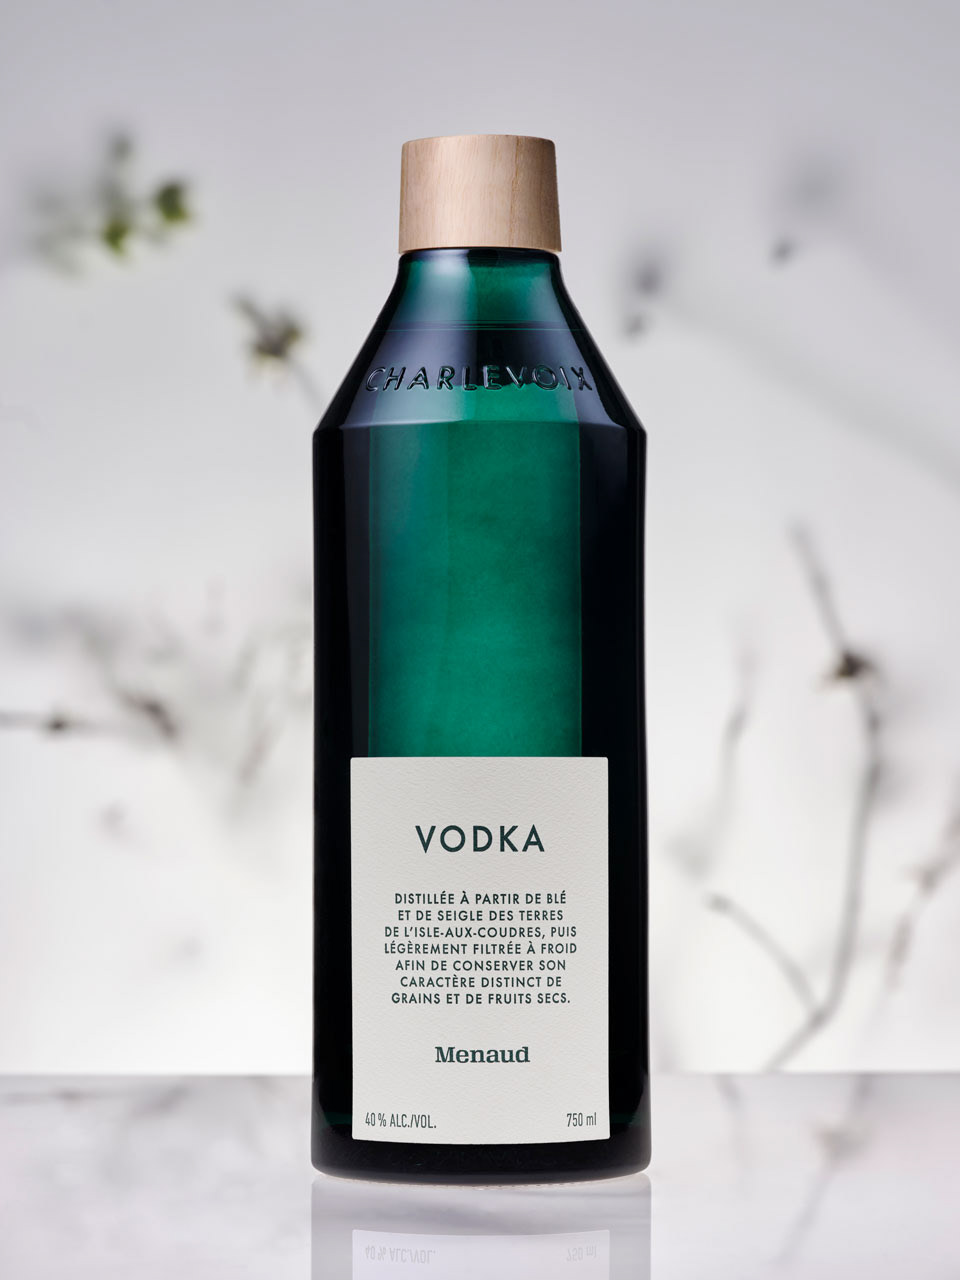 CHARLEVOIX
VODKA
DISTILLÉE À PARTIR DE BLÉ
ET DE SEIGLE DES TERRES
DE L'ISLE-AUX-COUDRES, PUIS
LÉGÈREMENT FILTRÉE À FROID
AFIN DE CONSERVER SON
CARACTÈRE DISTINCT DE
GRAINS ET DE FRUITS SECS.
Menaud
40 % ALC./VOL. 750 ml